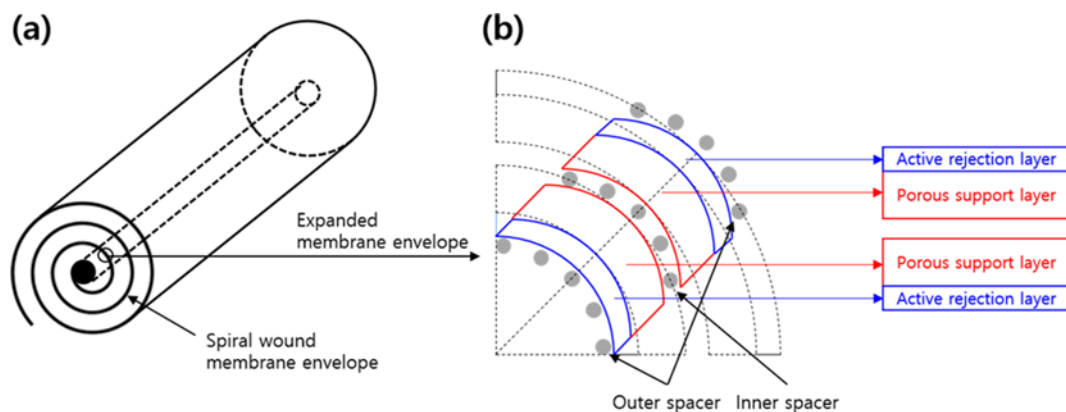 (a)
(b)
Expanded
membrane envelope
Spiral wound
membrane envelope
Active rejection layer
Porous support layer
Porous support layer
Active rejection layer
Outer spacer
Inner spacer